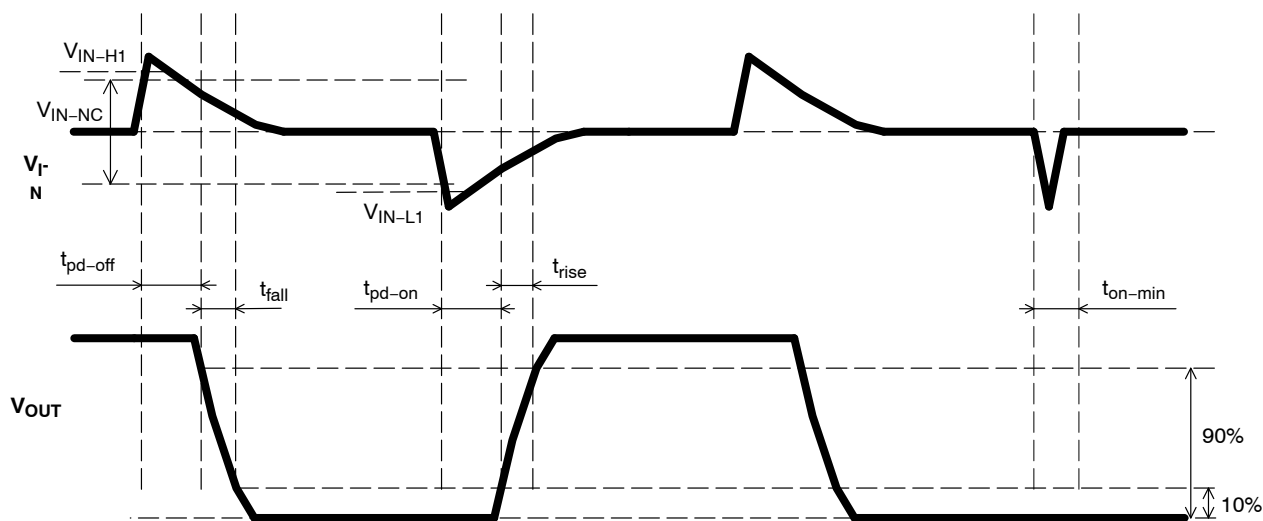 VIN–H1
VIN–NC
VI-
N
VIN–L1
tpd–off
tfall
tpd–on
trise
ton–min
VOUT
90%
10%